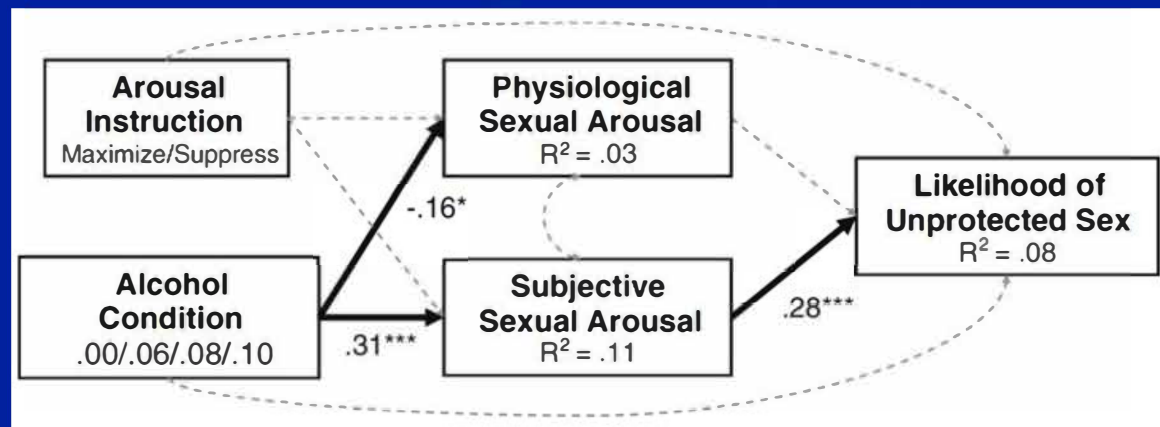 Arousal
Instruction
Maximize/Suppress
Physiological
Sexual Arousal
R² = .03
-.16*
Alcohol
Condition
.00/.06/.08/.10
.31***
Subjective
Sexual Arousal
R² = .11
.28***
Likelihood of
Unprotected Sex
R² = .08